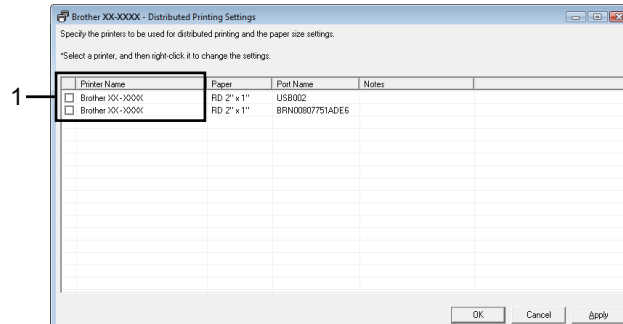 Brother XX-XXXX - Distributed Printing Settings
Specify the printers to be used for distributed printing and the paper size settings.
*Select a printer, and then right-click it to change the settings.
Printer Name Paper Port Name Notes
1
Brother XX-XXXX RD 2" x 1" USB002
Brother XX-XXXX RD 2" x 1" BRN00807751ADE6
OK Cancel Apply